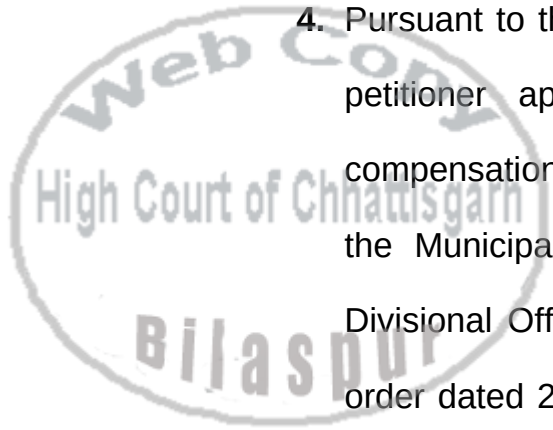 Web Copy
High Court of Chhattisgarh
Bilaspur
4. Pursuant to t
petitioner ap
compensation
the Municipa
Divisional Off
order dated 2